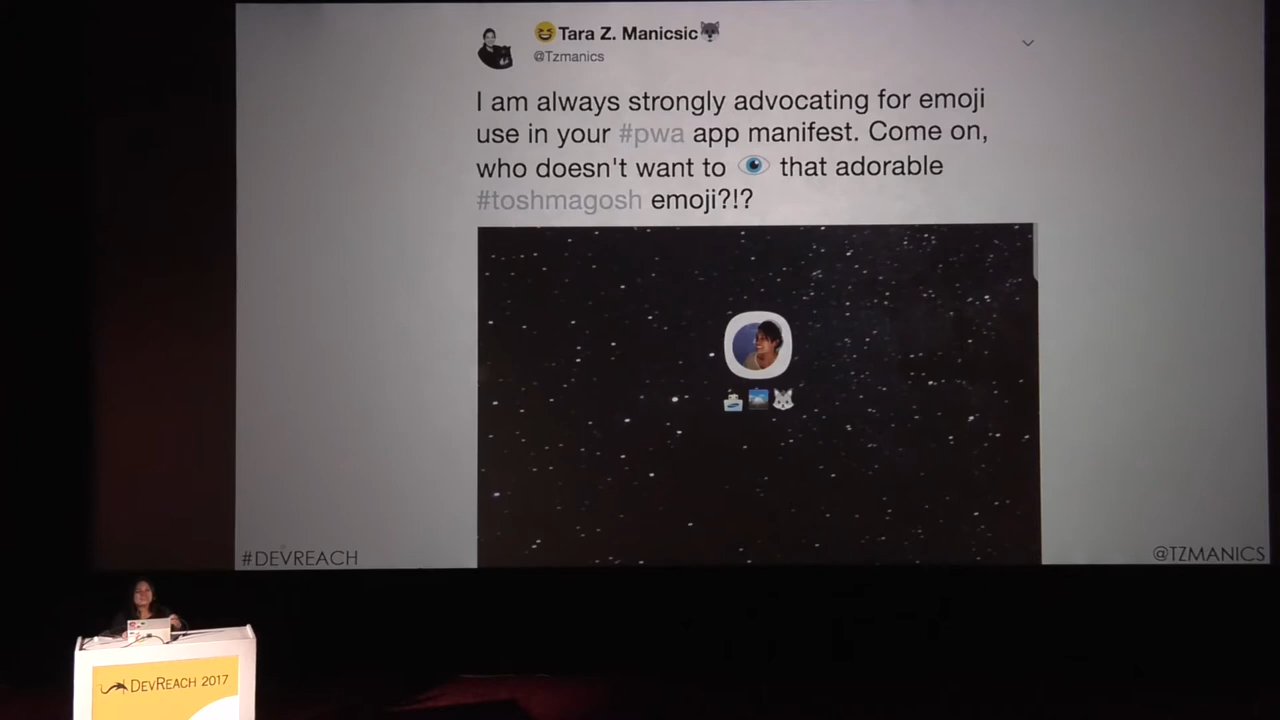 😆Tara Z. Manicsic🐺
@Tzmanics
I am always strongly advocating for emoji
use in your #pwa app manifest. Come on,
who doesn't want to 👁 that adorable
#toshmagosh emoji?!?
#DEVREACH
@TZMANICS
DEVREACH 2017